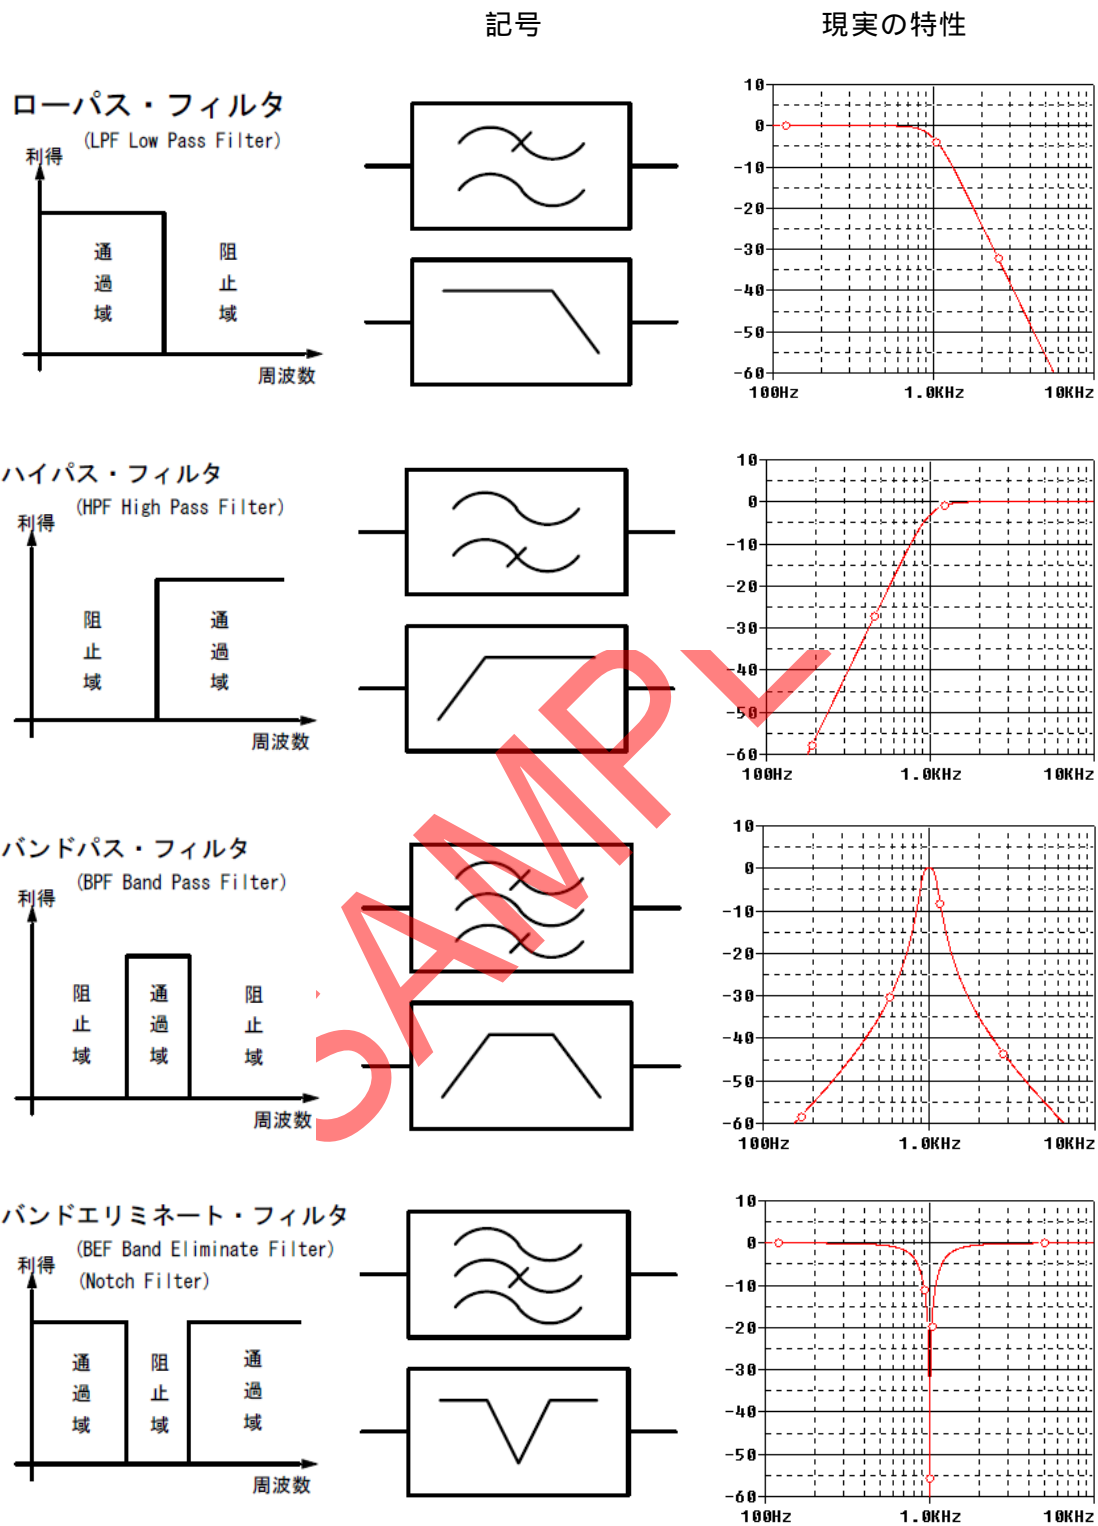 記号
現実の特性
ローパス・フィルタ
(LPF Low Pass Filter)
利得
通過域
阻止域
周波数
10
0
-10
-20
-30
-40
-50
-60
100Hz 1.0KHz 10KHz
ハイパス・フィルタ
(HPF High Pass Filter)
利得
阻止域
通過域
周波数
10
0
-10
-20
-30
-40
-50
-60
100Hz 1.0KHz 10KHz
バンドパス・フィルタ
(BPF Band Pass Filter)
利得
阻止域
通過域
阻止域
周波数
10
0
-10
-20
-30
-40
-50
-60
100Hz 1.0KHz 10KHz
バンドエリミネート・フィルタ
(BEF Band Eliminate Filter)
(Notch Filter)
利得
通過域
阻止域
通過域
周波数
10
0
-10
-20
-30
-40
-50
-60
100Hz 1.0KHz 10KHz
SAMPL